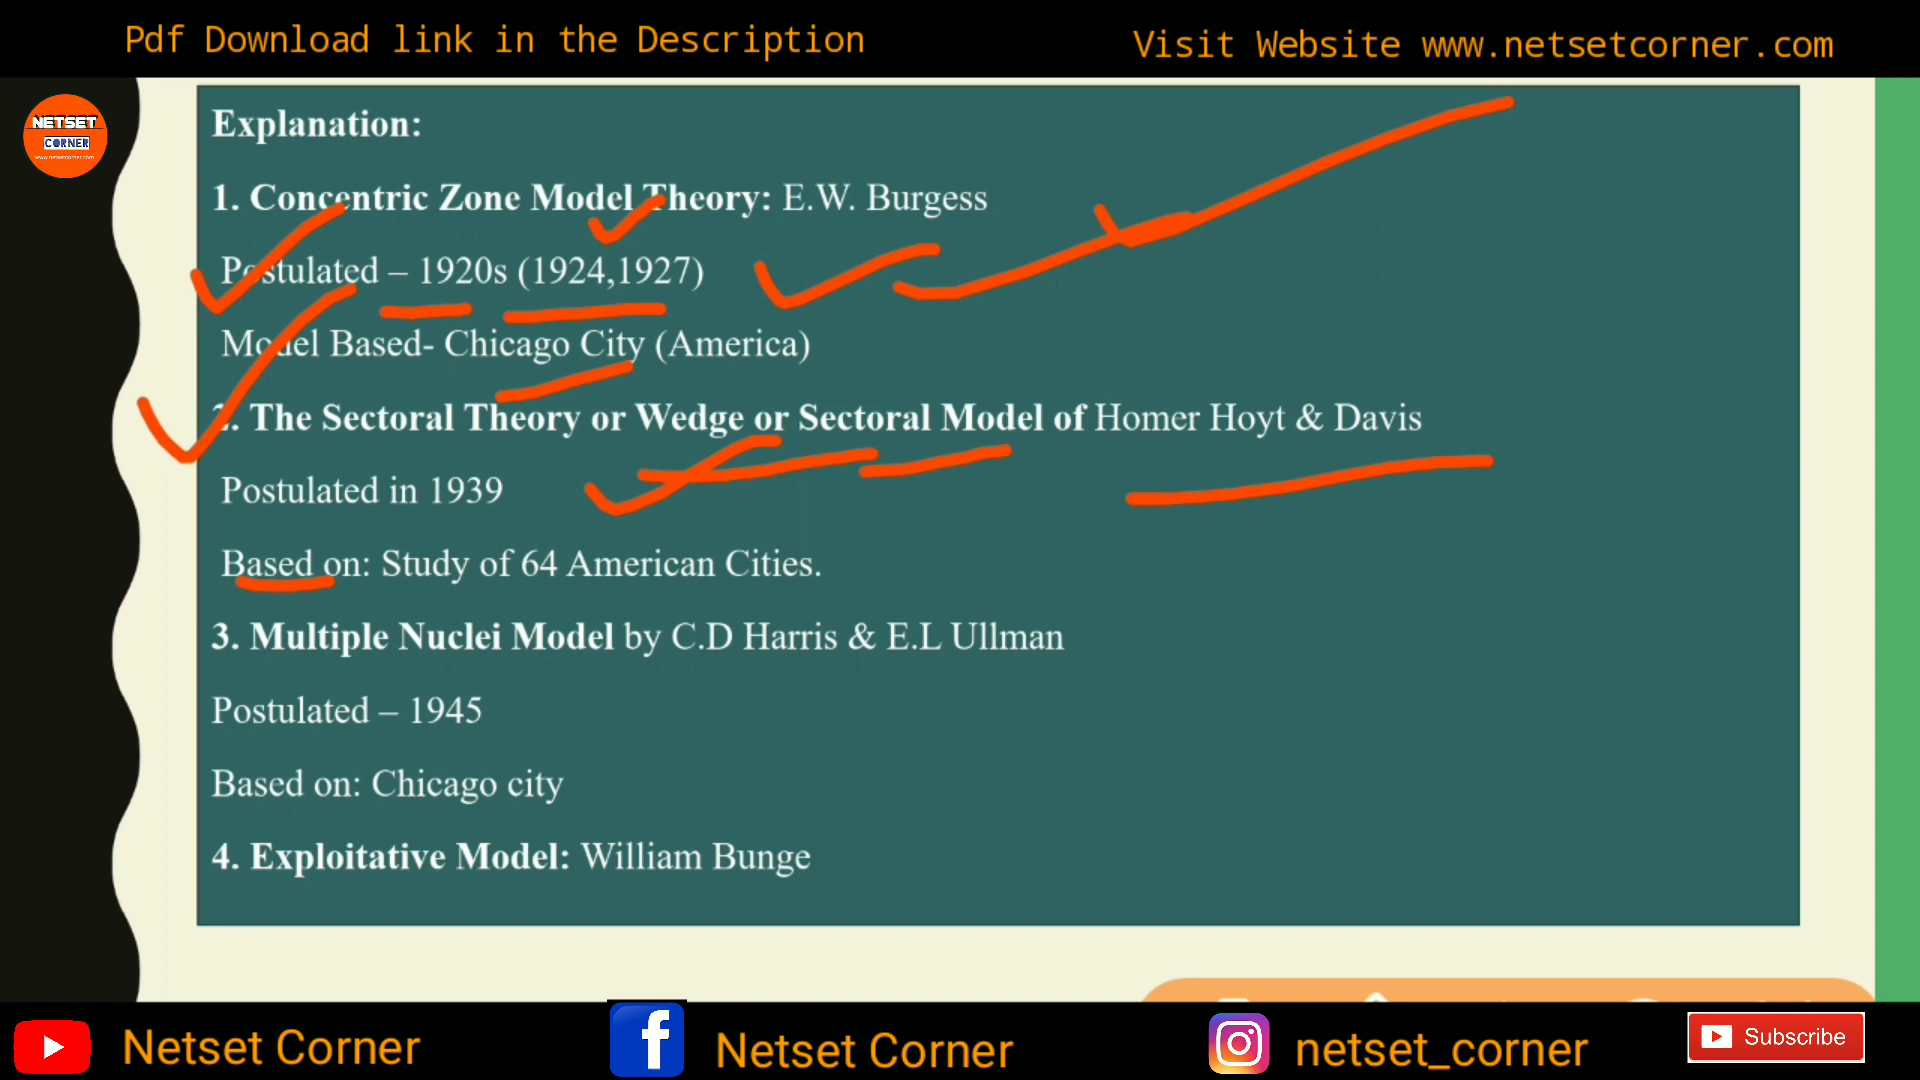 Pdf Download link in the Description
Visit Website www.netsetcorner.com
NETSET
CORNER
www.netsetcorner.com
Explanation:
1. Concentric Zone Model Theory: E.W. Burgess
Postulated – 1920s (1924,1927)
Model Based- Chicago City (America)
2. The Sectoral Theory or Wedge or Sectoral Model of Homer Hoyt & Davis
Postulated in 1939
Based on: Study of 64 American Cities.
3. Multiple Nuclei Model by C.D Harris & E.L Ullman
Postulated – 1945
Based on: Chicago city
4. Exploitative Model: William Bunge
Netset Corner
Netset Corner
netset_corner
Subscribe